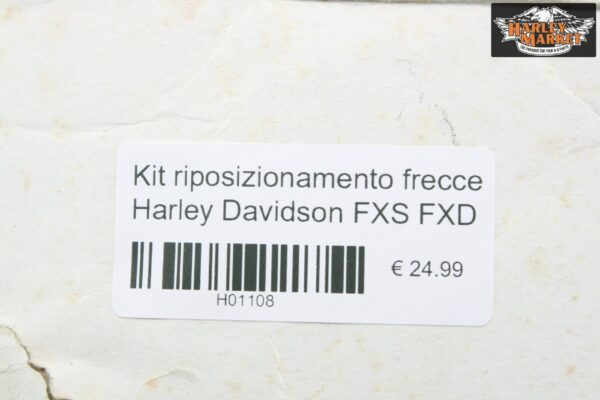 HARLEY
MARKET
Kit riposizionamento frecce
Harley Davidson FXS FXD
€ 24.99
H01108